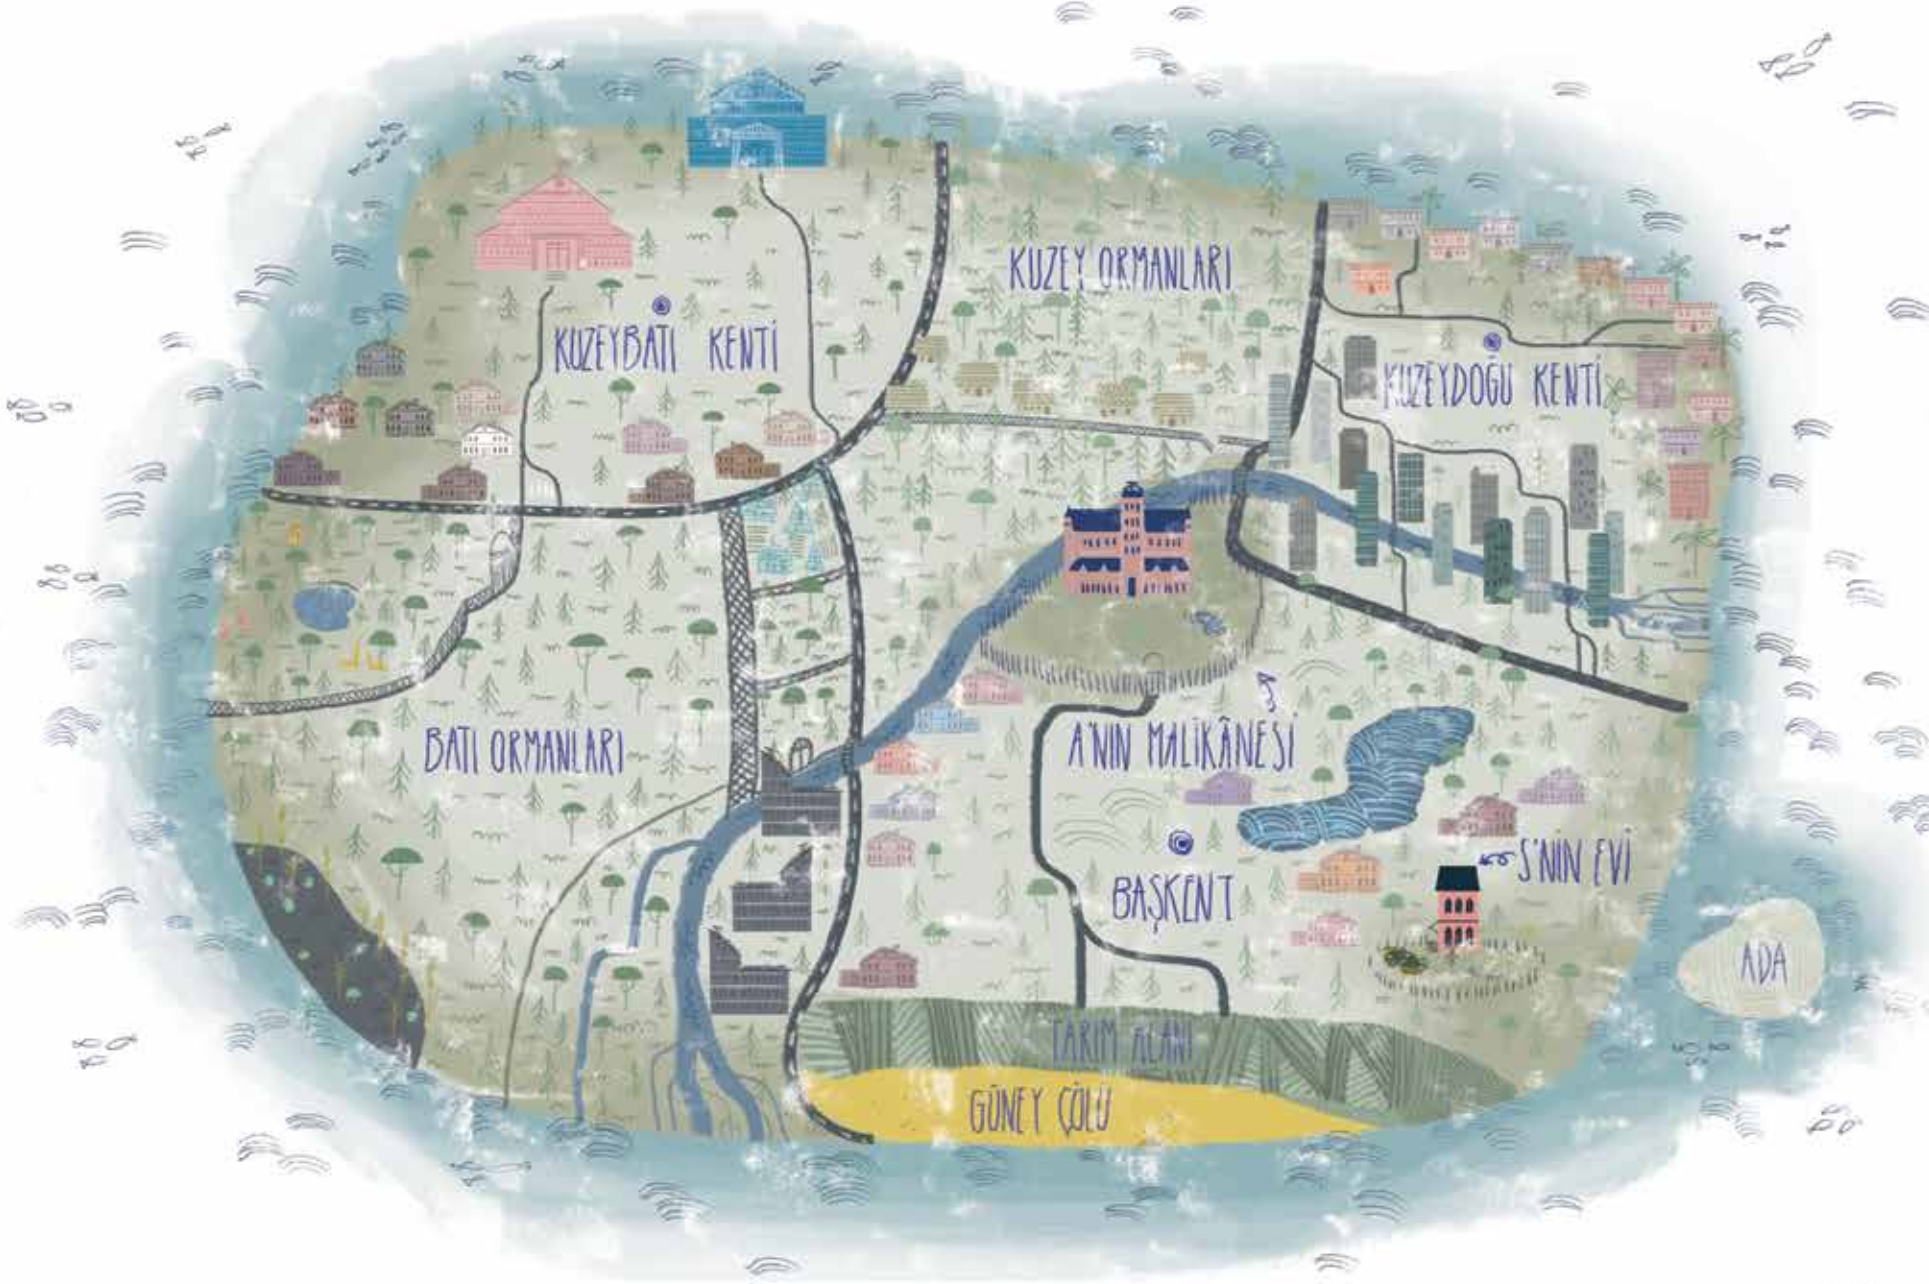 KUZEY ORMANLARI
KUZEYBATI KENTİ
KUZEYDOĞU KENTİ
BATI ORMANLARI
A'NIN MALİKÂNESİ
S'NİN EVİ
BAŞKENT
ADA
TARIM ALANI
GÜNEY ÇÖLÜ